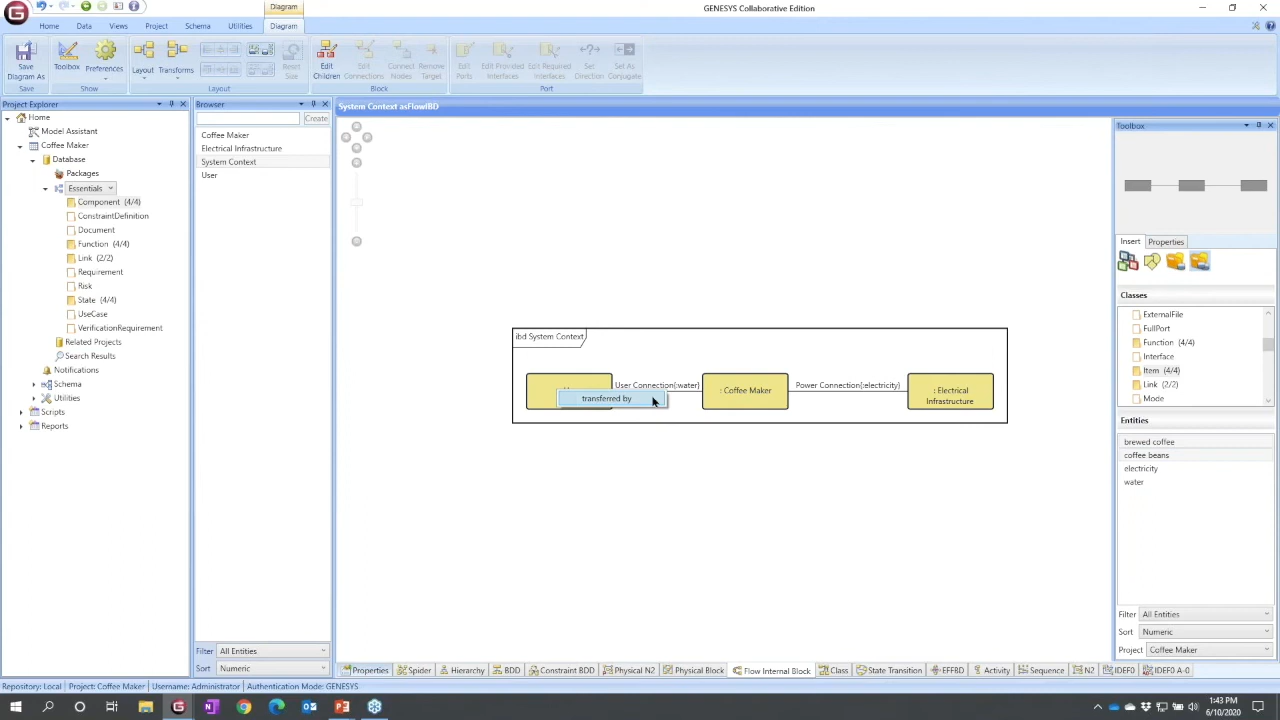 Diagram
GENESYS Collaborative Edition
Home Data Views Project Schema Utilities Diagram
Save Diagram As
Toolbox
Preferences
Layout
Transforms
Reset Size
Edit Children
Edit Connections
Connect Nodes
Remove Target
Edit Ports
Edit Provided Interfaces
Edit Required Interfaces
Set Direction
Set As Conjugate
Save Show Layout Block Port
Project Explorer
Home
Model Assistant
Coffee Maker
Database
Packages
Essentials
Component (4/4)
ConstraintDefinition
Document
Function (4/4)
Link (2/2)
Requirement
Risk
State (4/4)
UseCase
VerificationRequirement
Related Projects
Search Results
Notifications
Schema
Utilities
Scripts
Reports
Browser
Create
Coffee Maker
Electrical Infrastructure
System Context
User
Filter All Entities
Sort Numeric
System Context asFlowIBD
ibd System Context
User Connection{:water}
: Coffee Maker
Power Connection{:electricity}
: Electrical
Infrastructure
transferred by
Toolbox
Insert Properties
Classes
ExternalFile
FullPort
Function (4/4)
Interface
Item (4/4)
Link (2/2)
Mode
Entities
brewed coffee
coffee beans
electricity
water
Filter All Entities
Sort Numeric
Project Coffee Maker
Properties Spider Hierarchy BDD Constraint BDD Physical N2 Physical Block Flow Internal Block Class State Transition EFFBD Activity Sequence N2 IDEF0 IDEF0 A-0
Repository: Local Project: Coffee Maker Username: Administrator Authentication Mode: GENESYS
1:43 PM
6/10/2020